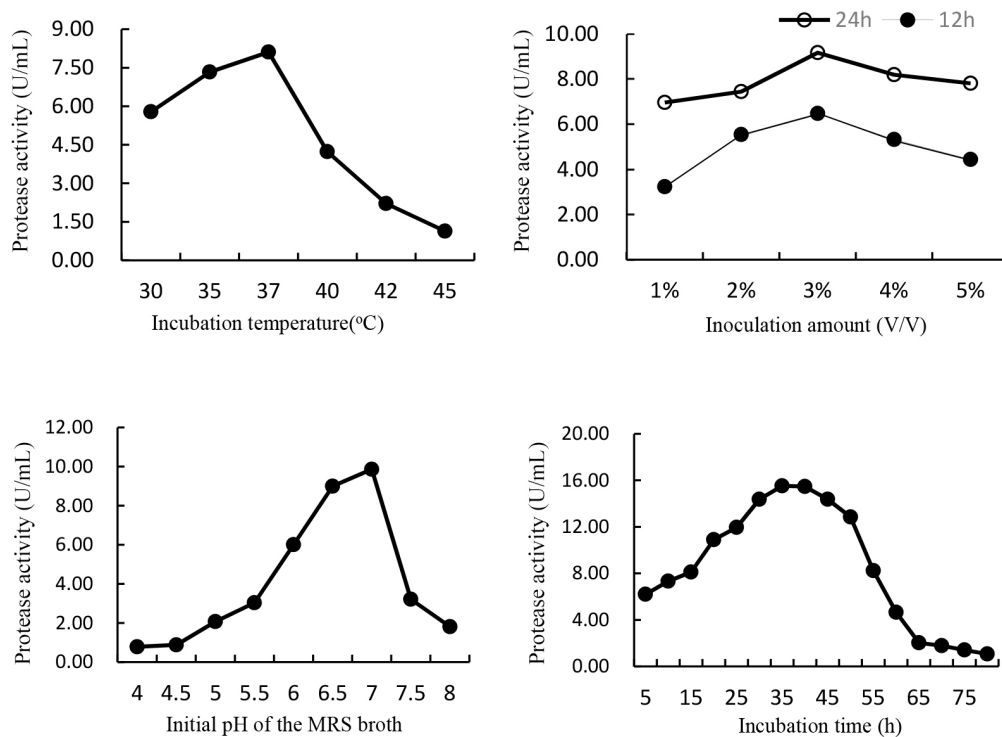 9.00
7.50
6.00
4.50
3.00
1.50
0.00
Protease activity (U/mL)
30 35 37 40 42 45
Incubation temperature(°C)
24h 12h
10.00
8.00
6.00
4.00
2.00
0.00
Protease activity (U/mL)
1% 2% 3% 4% 5%
Inoculation amount (V/V)
12.00
10.00
8.00
6.00
4.00
2.00
0.00
Protease activity (U/mL)
4 4.5 5 5.5 6 6.5 7 7.5 8
Initial pH of the MRS broth
20.00
16.00
12.00
8.00
4.00
0.00
Protease activity (U/mL)
5 15 25 35 45 55 65 75
Incubation time (h)